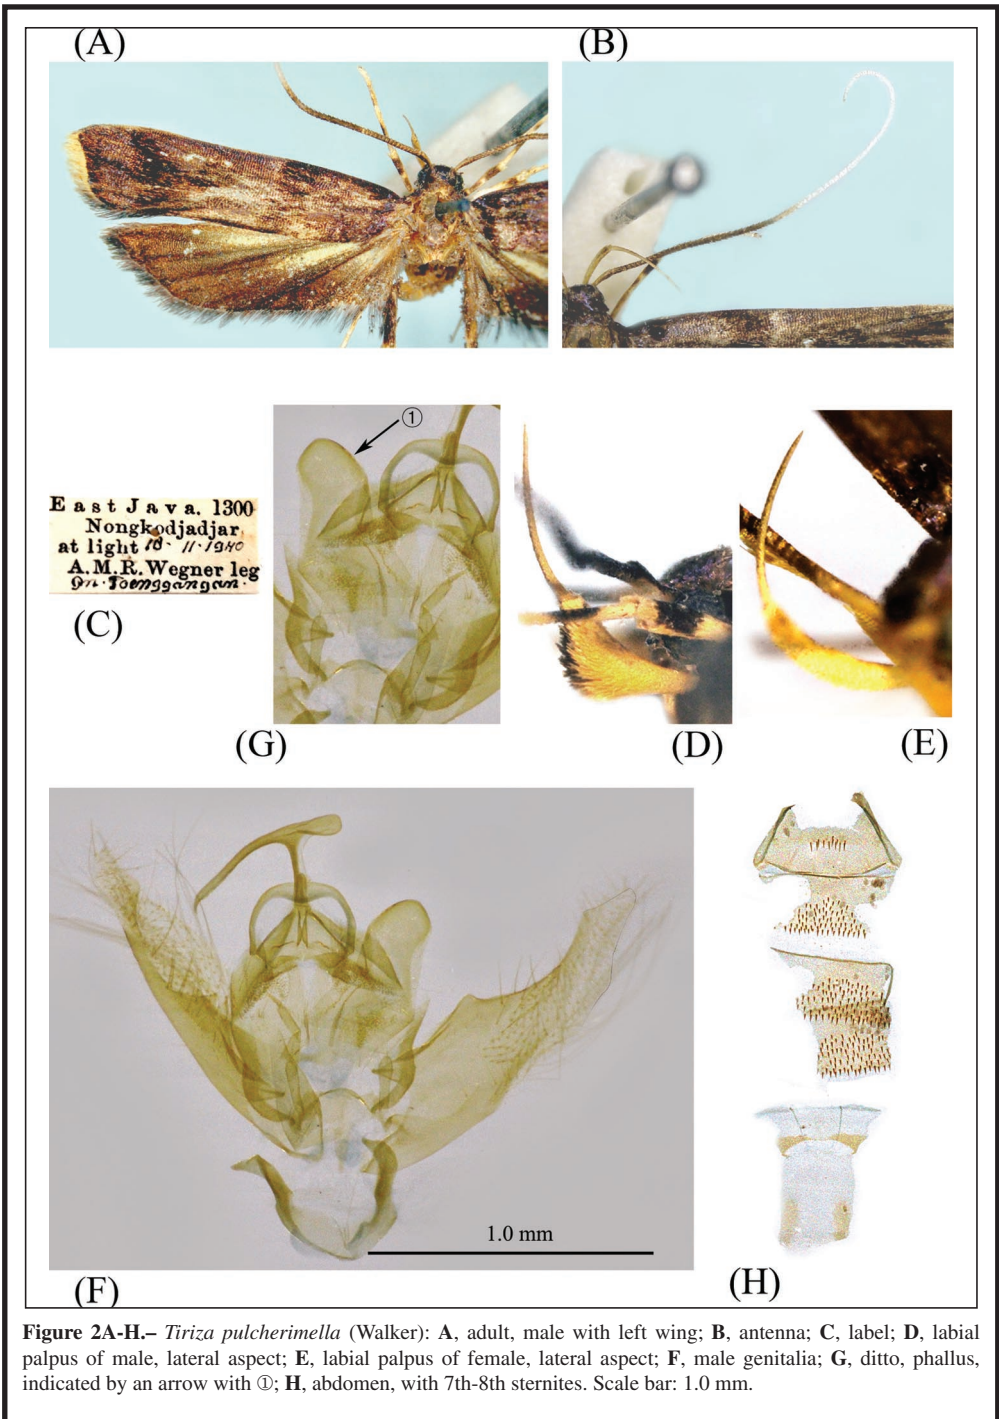 (A)
(B)
①
East Java. 1300
Nongkodjadjar
at light 10· 11·1940
A.M.R. Wegner leg
Gn. Toenggangan.
(C)
(G)
(D)
(E)
1.0 mm
(F)
(H)
Figure 2A-H.– Tiriza pulcherimella (Walker): A, adult, male with left wing; B, antenna; C, label; D, labial
palpus of male, lateral aspect; E, labial palpus of female, lateral aspect; F, male genitalia; G, ditto, phallus,
indicated by an arrow with ①; H, abdomen, with 7th-8th sternites. Scale bar: 1.0 mm.